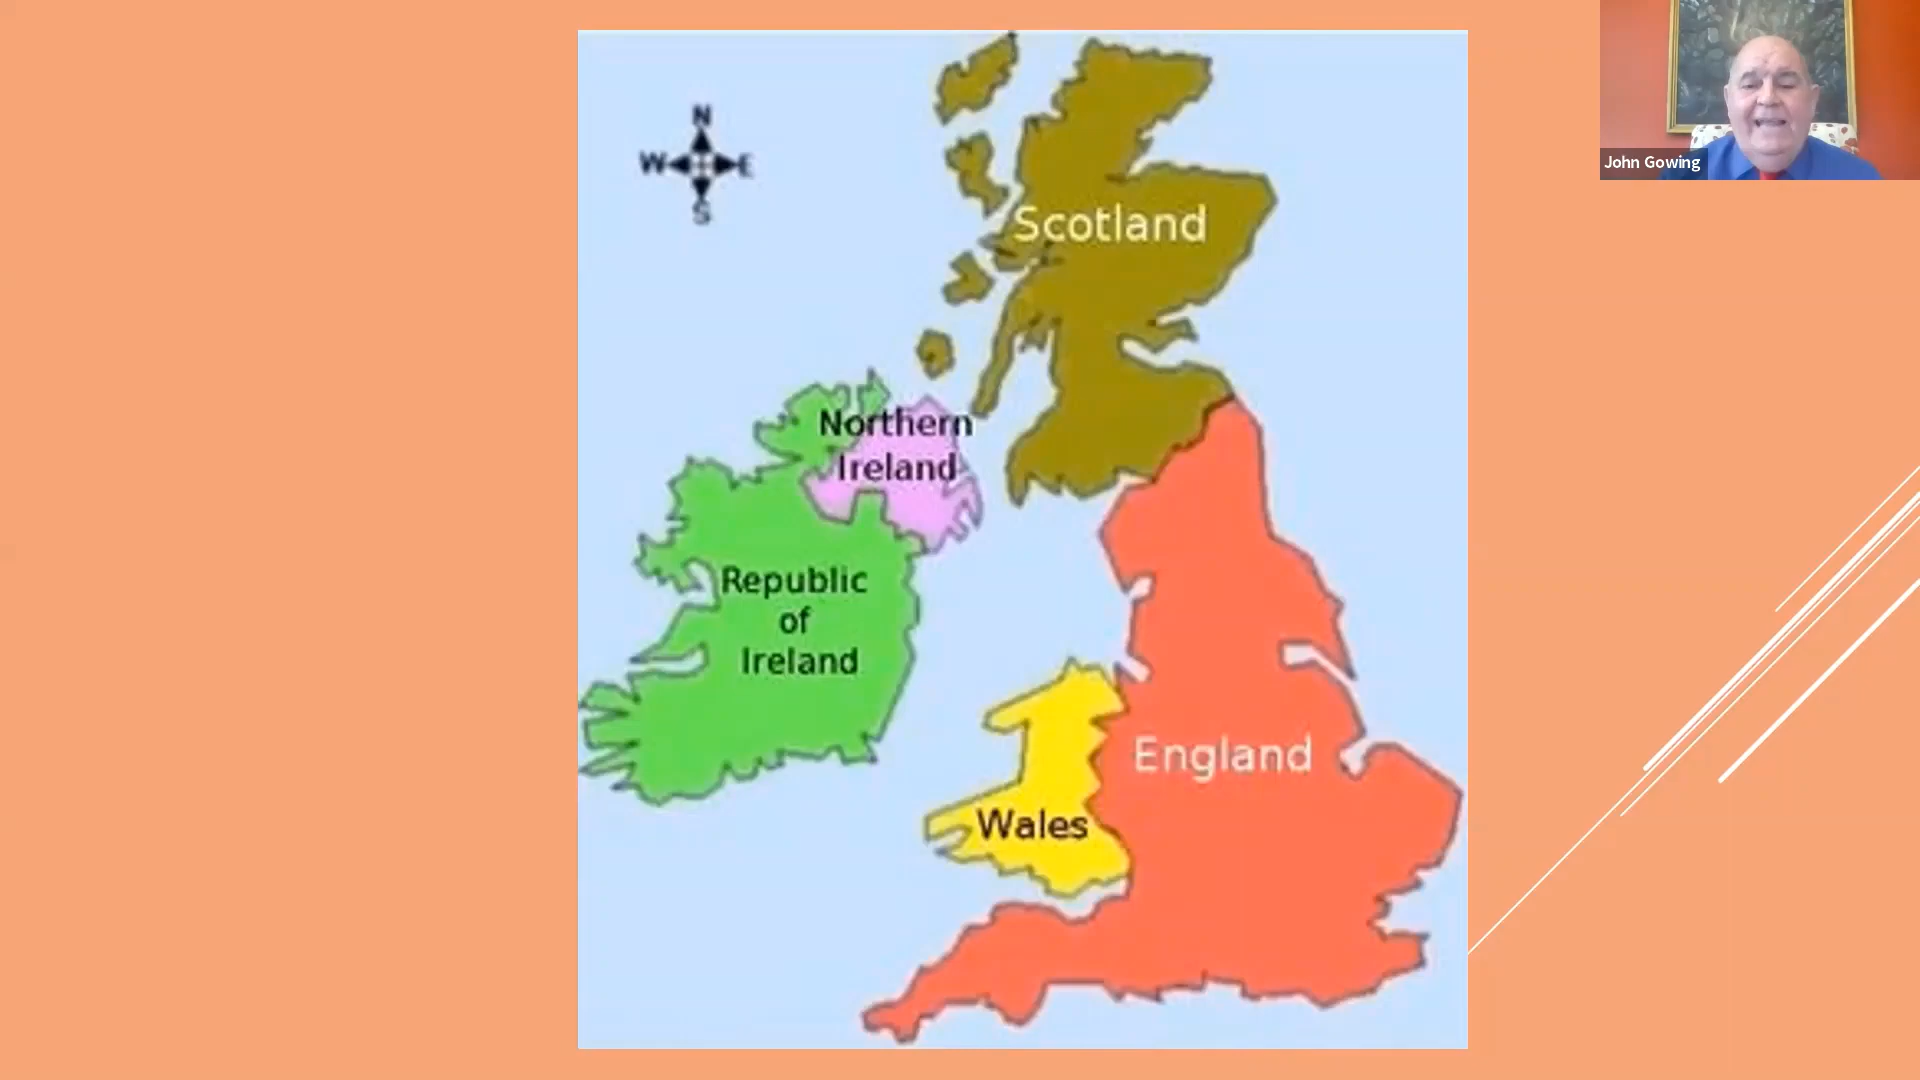 N
W E
S
Scotland
Northern
Ireland
Republic
of
Ireland
England
Wales
John Gowing